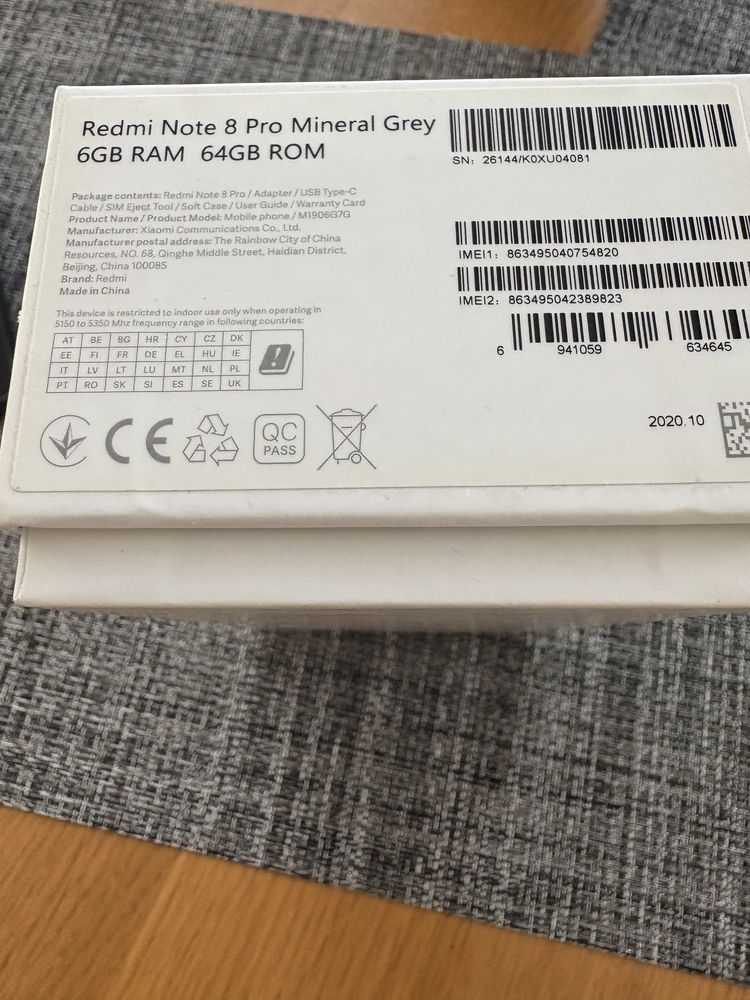 Redmi Note 8 Pro Mineral Grey
6GB RAM 64GB ROM
Package contents: Redmi Note 8 Pro / Adapter / USB Type-C
Cable / SIM Eject Tool / Soft Case / User Guide / Warranty Card
Product Name / Product Model: Mobile phone / M1906G7G
Manufacturer: Xiaomi Communications Co., Ltd.
Manufacturer postal address: The Rainbow City of China
Resources, NO. 68, Qinghe Middle Street, Haidian District,
Beijing, China 100085
Brand: Redmi
Made in China
This device is restricted to indoor use only when operating in
5150 to 5350 Mhz frequency range in following countries:
AT BE BG HR CY CZ DK
EE FI FR DE EL HU IE
IT LV LT LU MT NL PL
PT RO SK SI ES SE UK
CE
QC
PASS
SN: 26144/K0XU04081
IMEI1: 863495040754820
IMEI2: 863495042389823
6 941059 634645
2020.10